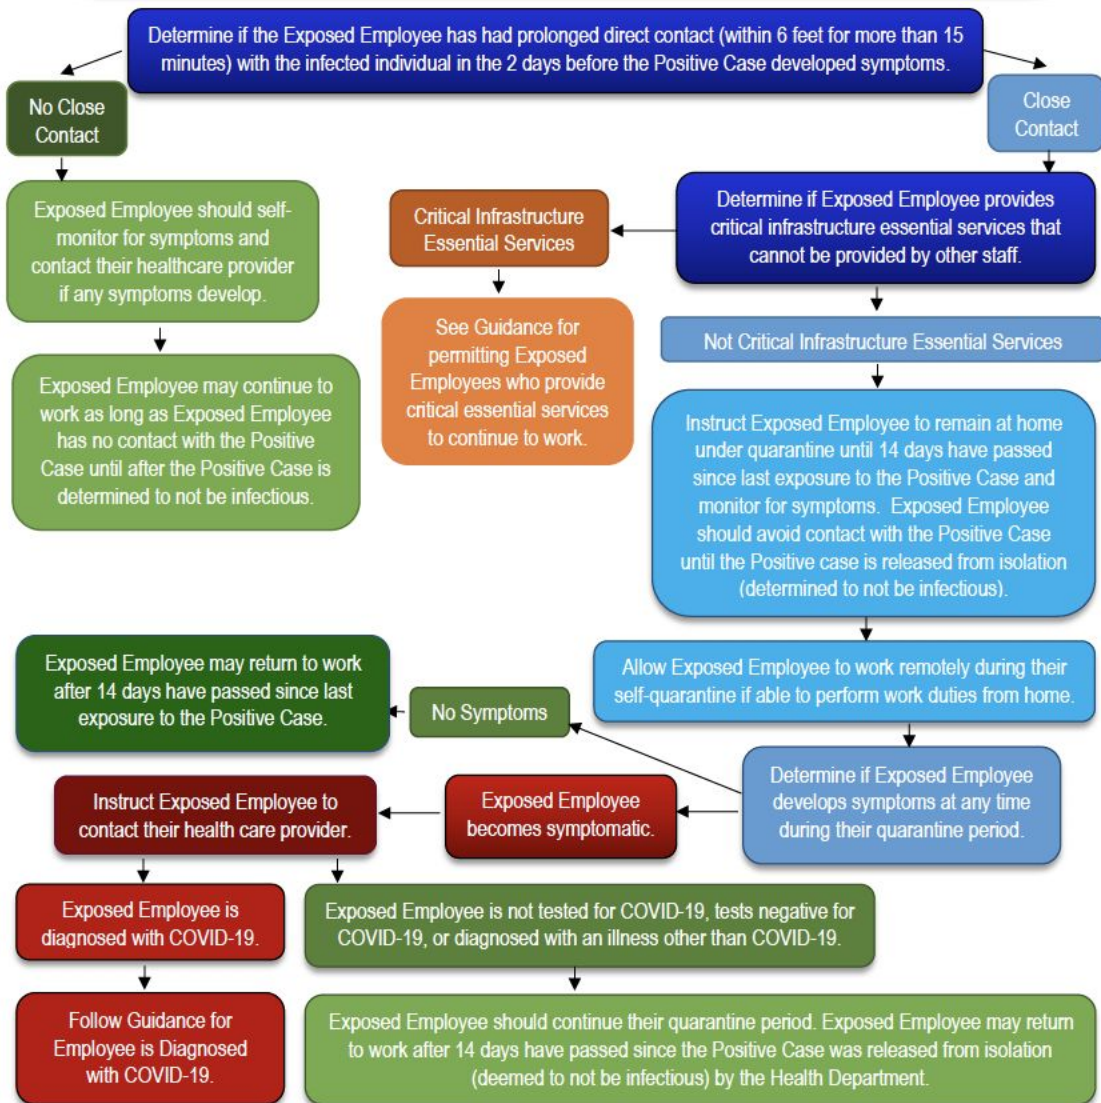 Determine if the Exposed Employee has had prolonged direct contact (within 6 feet for more than 15
minutes) with the infected individual in the 2 days before the Positive Case developed symptoms.
No Close
Contact
Close
Contact
Exposed Employee should self-
monitor for symptoms and
contact their healthcare provider
if any symptoms develop.
Critical Infrastructure
Essential Services
Determine if Exposed Employee provides
critical infrastructure essential services that
cannot be provided by other staff.
See Guidance for
permitting Exposed
Employees who provide
critical essential services
to continue to work.
Not Critical Infrastructure Essential Services
Exposed Employee may continue to
work as long as Exposed Employee
has no contact with the Positive
Case until after the Positive Case is
determined to not be infectious.
Instruct Exposed Employee to remain at home
under quarantine until 14 days have passed
since last exposure to the Positive Case and
monitor for symptoms. Exposed Employee
should avoid contact with the Positive Case
until the Positive case is released from isolation
(determined to not be infectious).
Allow Exposed Employee to work remotely during their
self-quarantine if able to perform work duties from home.
Exposed Employee may return to work
after 14 days have passed since last
exposure to the Positive Case.
No Symptoms
Determine if Exposed Employee
develops symptoms at any time
during their quarantine period.
Exposed Employee
becomes symptomatic.
Instruct Exposed Employee to
contact their health care provider.
Exposed Employee is
diagnosed with COVID-19.
Exposed Employee is not tested for COVID-19, tests negative for
COVID-19, or diagnosed with an illness other than COVID-19.
Follow Guidance for
Employee is Diagnosed
with COVID-19.
Exposed Employee should continue their quarantine period. Exposed Employee may return
to work after 14 days have passed since the Positive Case was released from isolation
(deemed to not be infectious) by the Health Department.